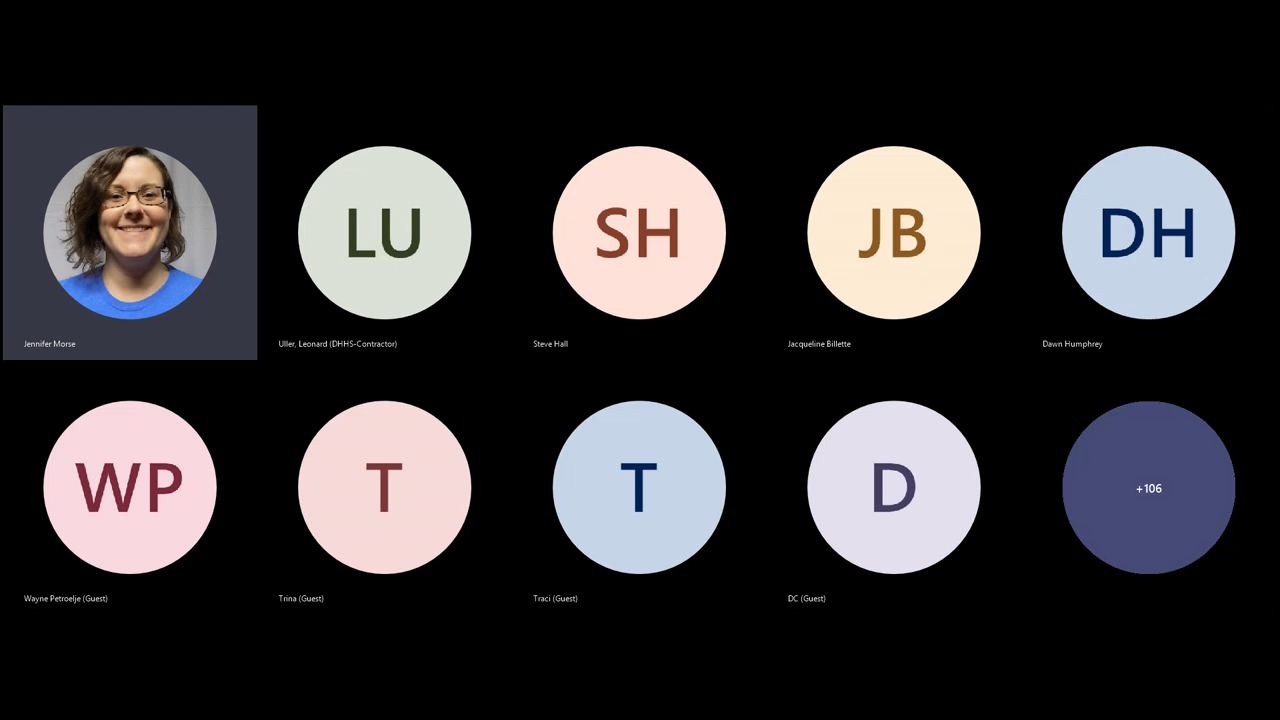 LU
SH
JB
DH
Jennifer Morse
Uller, Leonard (DHHS-Contractor)
Steve Hall
Jacqueline Billette
Dawn Humphrey
WP
T
T
D
+106
Wayne Petroelje (Guest)
Trina (Guest)
Traci (Guest)
DC (Guest)